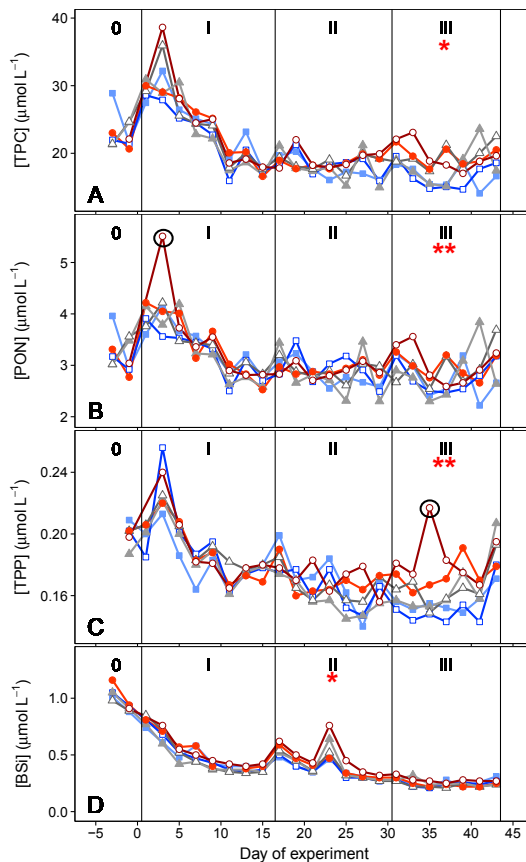 0 I II III
*
40
30
20
[TPC] (μmol L⁻¹)
A
0 I II III
**
5
4
3
2
[PON] (μmol L⁻¹)
B
0 I II III
**
0.24
0.20
0.16
[TPP] (μmol L⁻¹)
C
0 I II III
*
1.0
0.5
0.0
[BSi] (μmol L⁻¹)
D
−5 0 5 10 15 20 25 30 35 40 45
Day of experiment